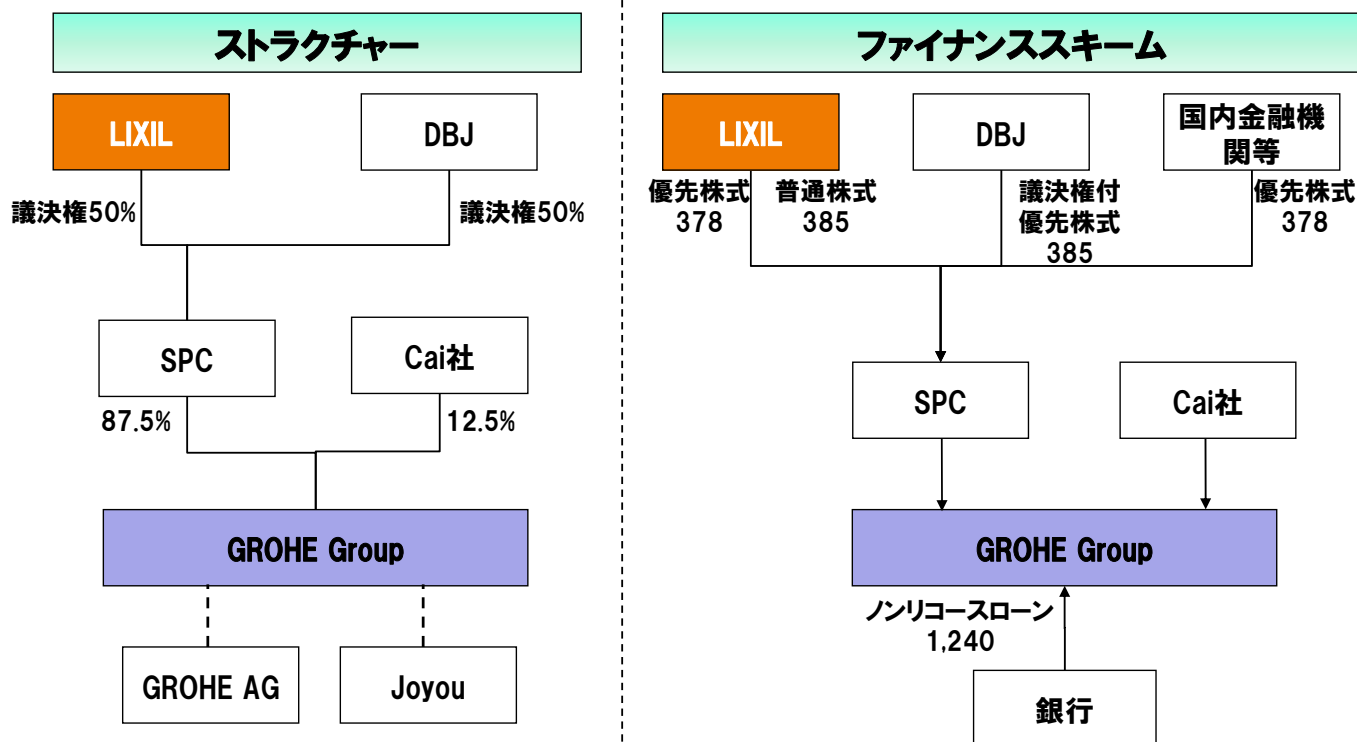 ストラクチャー
LIXIL
DBJ
議決権50%
議決権50%
SPC
Cai社
87.5%
12.5%
GROHE Group
GROHE AG
Joyou
ファイナンススキーム
LIXIL
DBJ
国内金融機
関等
優先株式
378
普通株式
385
議決権付
優先株式
385
優先株式
378
SPC
Cai社
GROHE Group
ノンリコースローン
1,240
銀行